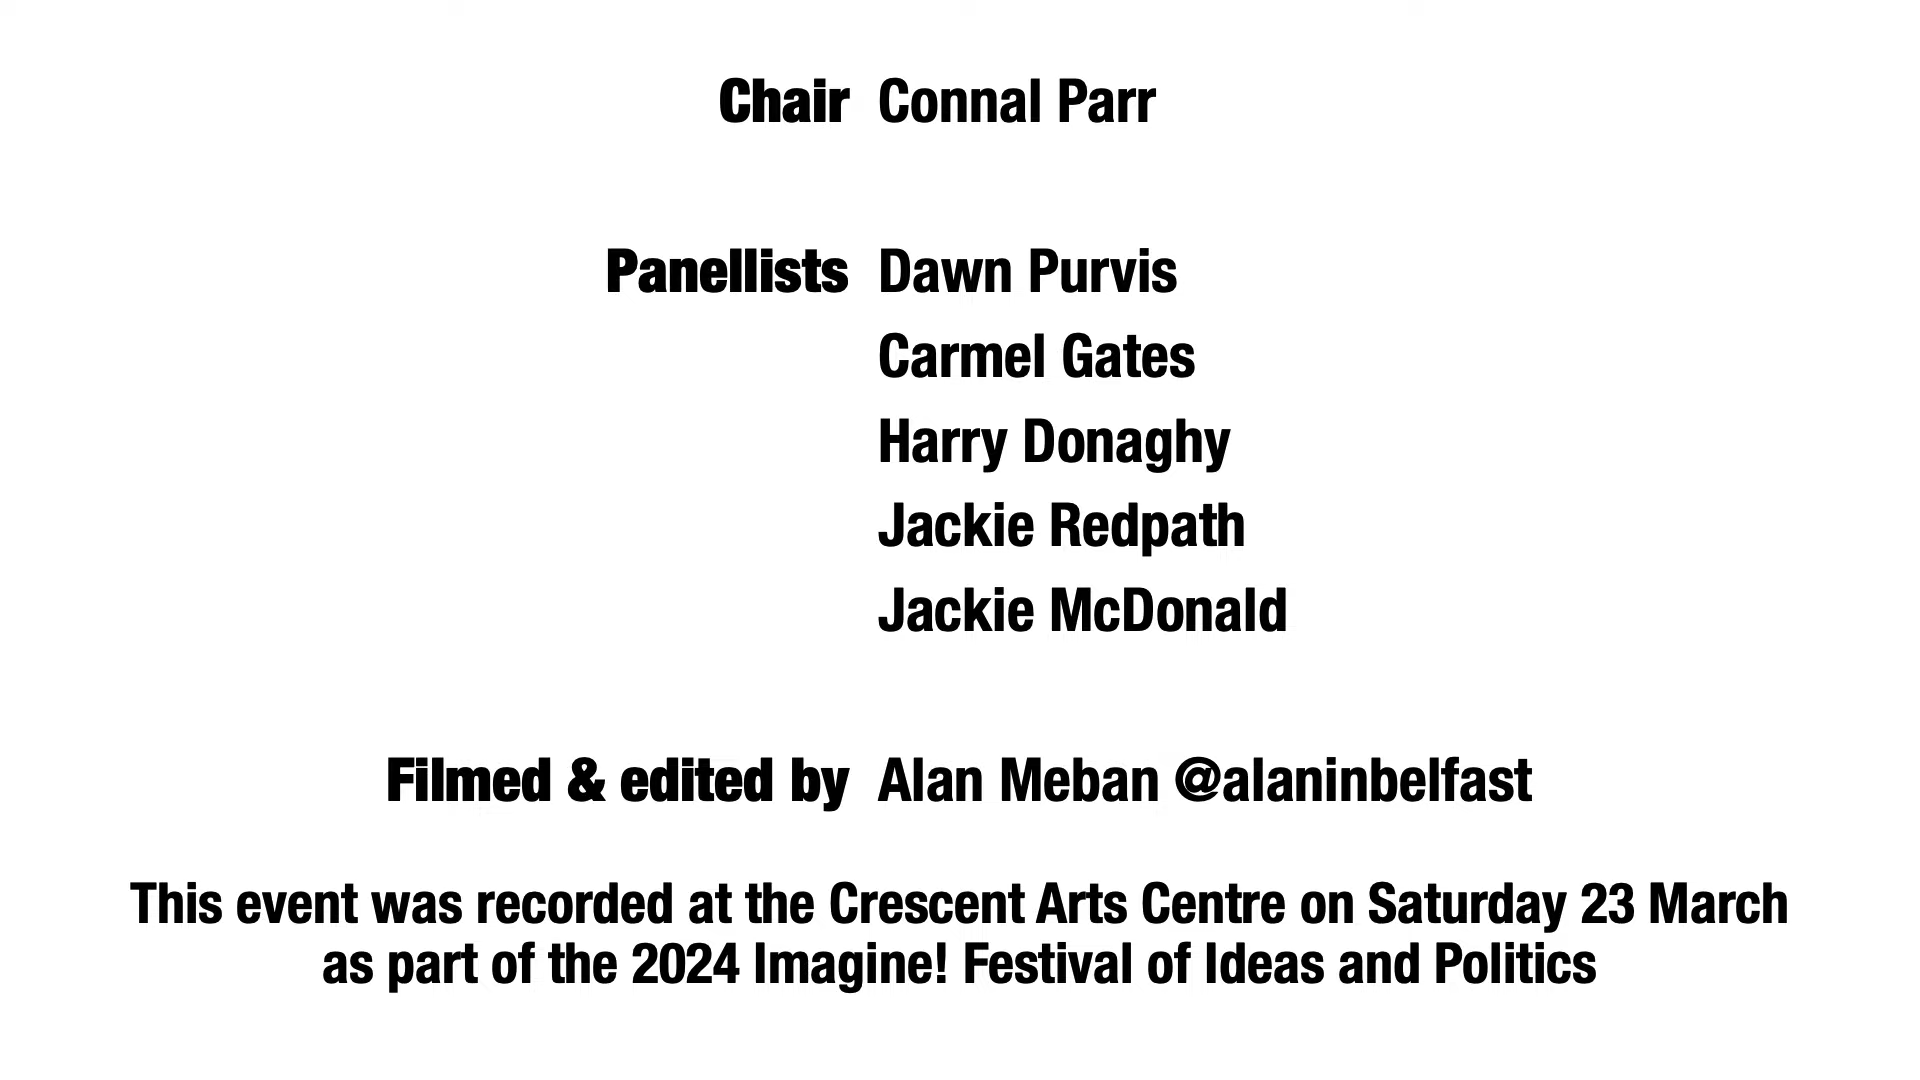 Chair Connal Parr
Panellists Dawn Purvis
Carmel Gates
Harry Donaghy
Jackie Redpath
Jackie McDonald
Filmed & edited by Alan Meban @alaninbelfast
This event was recorded at the Crescent Arts Centre on Saturday 23 March
as part of the 2024 Imagine! Festival of Ideas and Politics